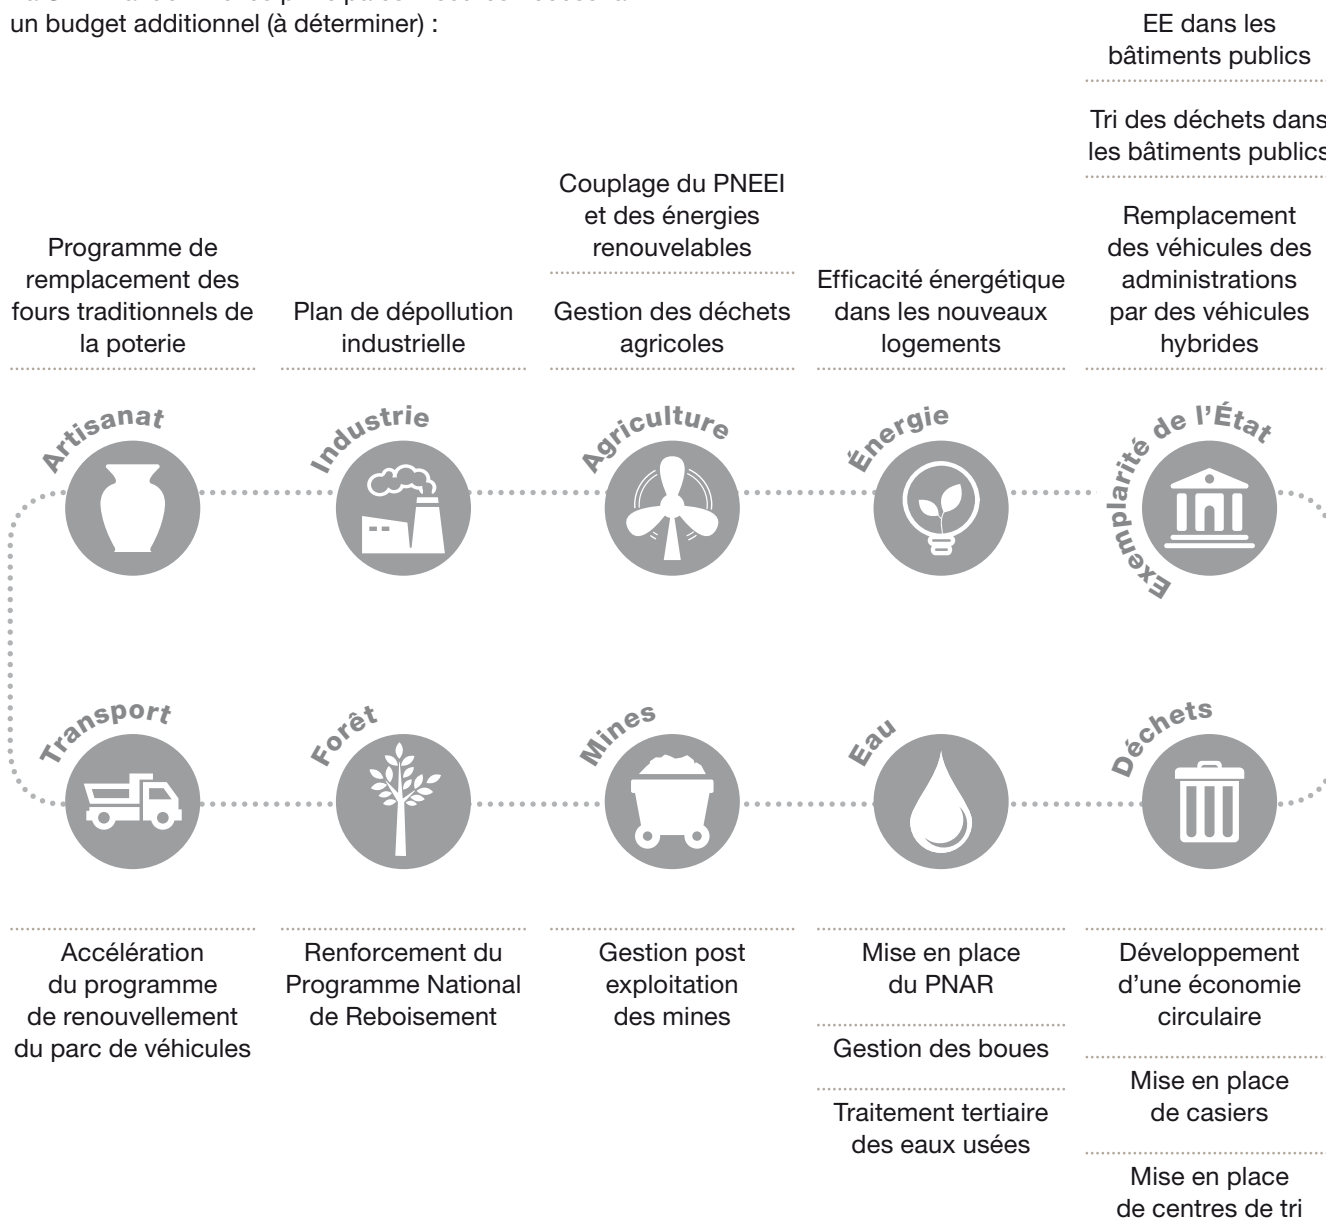 un budget additionnel (à déterminer) :
Programme de
remplacement des
fours traditionnels de
la poterie
Artisanat
Plan de dépollution
industrielle
Industrie
Couplage du PNEEI
et des énergies
renouvelables
Gestion des déchets
agricoles
Agriculture
Efficacité énergétique
dans les nouveaux
logements
Énergie
EE dans les
bâtiments publics
Tri des déchets dans
les bâtiments publics
Remplacement
des véhicules des
administrations
par des véhicules
hybrides
Exemplarité de l’État
Transport
Accélération
du programme
de renouvellement
du parc de véhicules
Forêt
Renforcement du
Programme National
de Reboisement
Mines
Gestion post
exploitation
des mines
Eau
Mise en place
du PNAR
Gestion des boues
Traitement tertiaire
des eaux usées
Déchets
Développement
d’une économie
circulaire
Mise en place
de casiers
Mise en place
de centres de tri